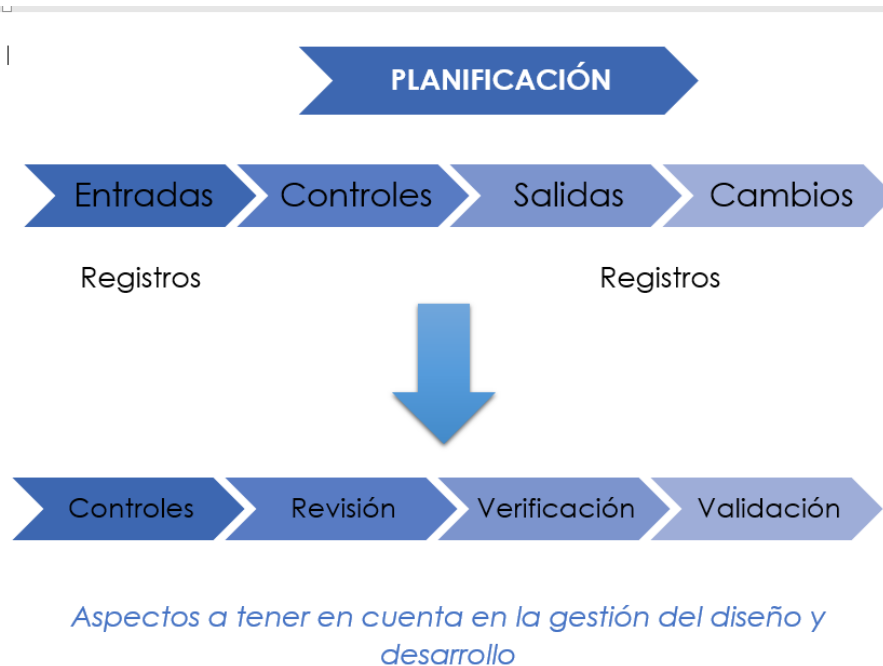 PLANIFICACIÓN
Entradas Controles Salidas Cambios
Registros Registros
Controles Revisión Verificación Validación
Aspectos a tener en cuenta en la gestión del diseño y
desarrollo